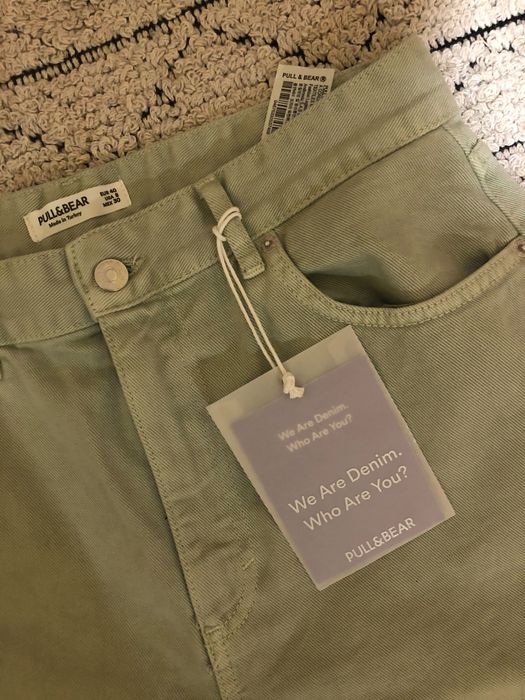 PULL & BEAR ®
PULL&BEAR
Made in Turkey
EUR 40
USA 8
MEX 30
We Are Denim.
Who Are You?
We Are Denim.
Who Are You?
PULL&BEAR